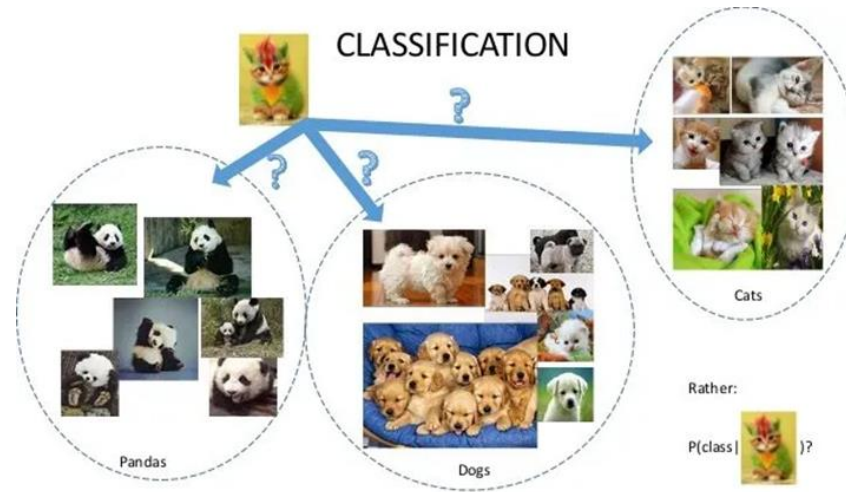 CLASSIFICATION
?
?
?
Cats
Pandas
Dogs
Rather:
P(class| )?